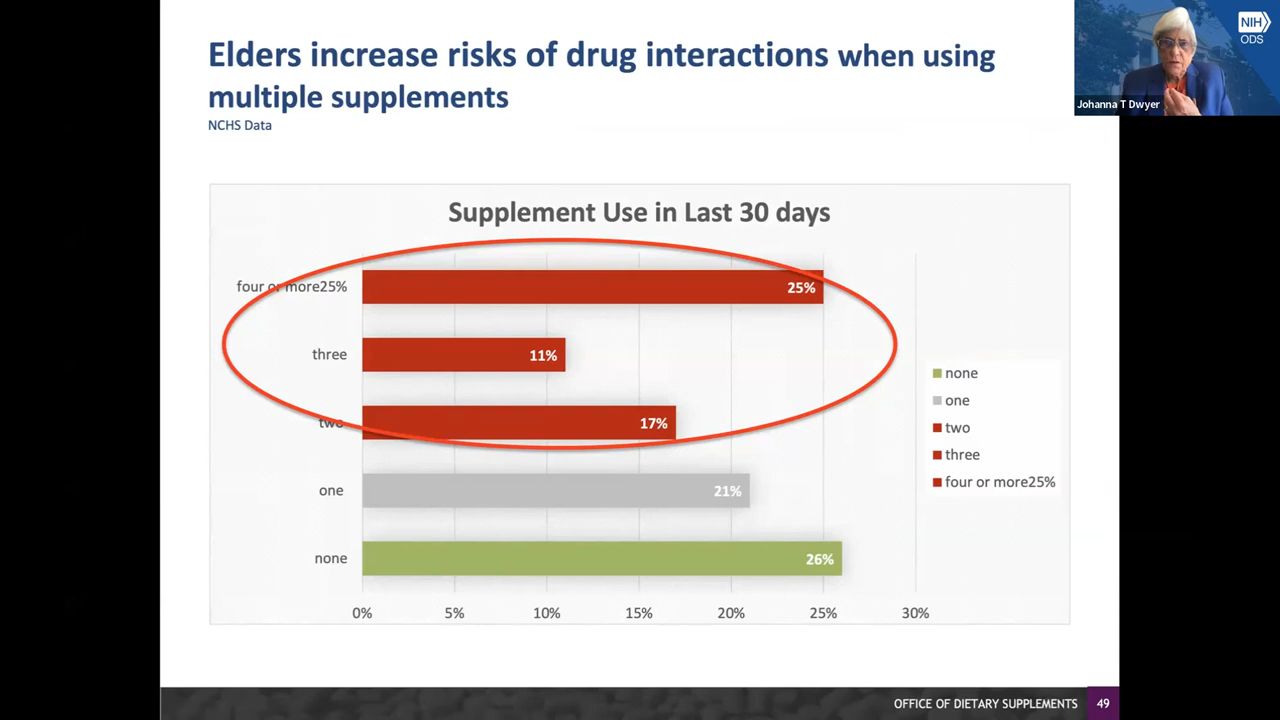 Elders increase risks of drug interactions when using
multiple supplements
NCHS Data
NIH
ODS
Johanna T Dwyer
Supplement Use in Last 30 days
four or more25%
25%
three
11%
two
17%
one
21%
none
26%
0% 5% 10% 15% 20% 25% 30%
none
one
two
three
four or more25%
OFFICE OF DIETARY SUPPLEMENTS 49